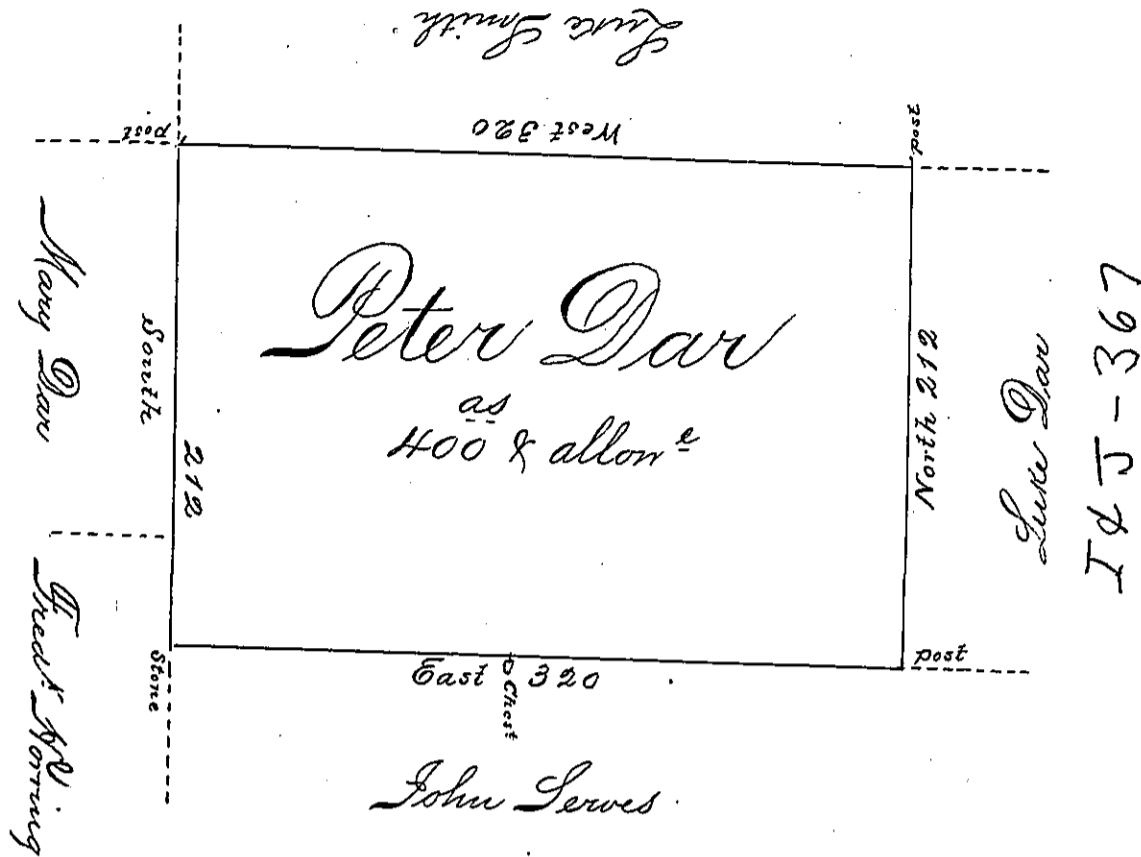 Luke Smith
post
West 320
post
Mary Dar
South
212
Peter Dar
as
400 & allowe
North 212
Luke Dar
I & J - 367
Stone
East 320
Chest
post
John Serves